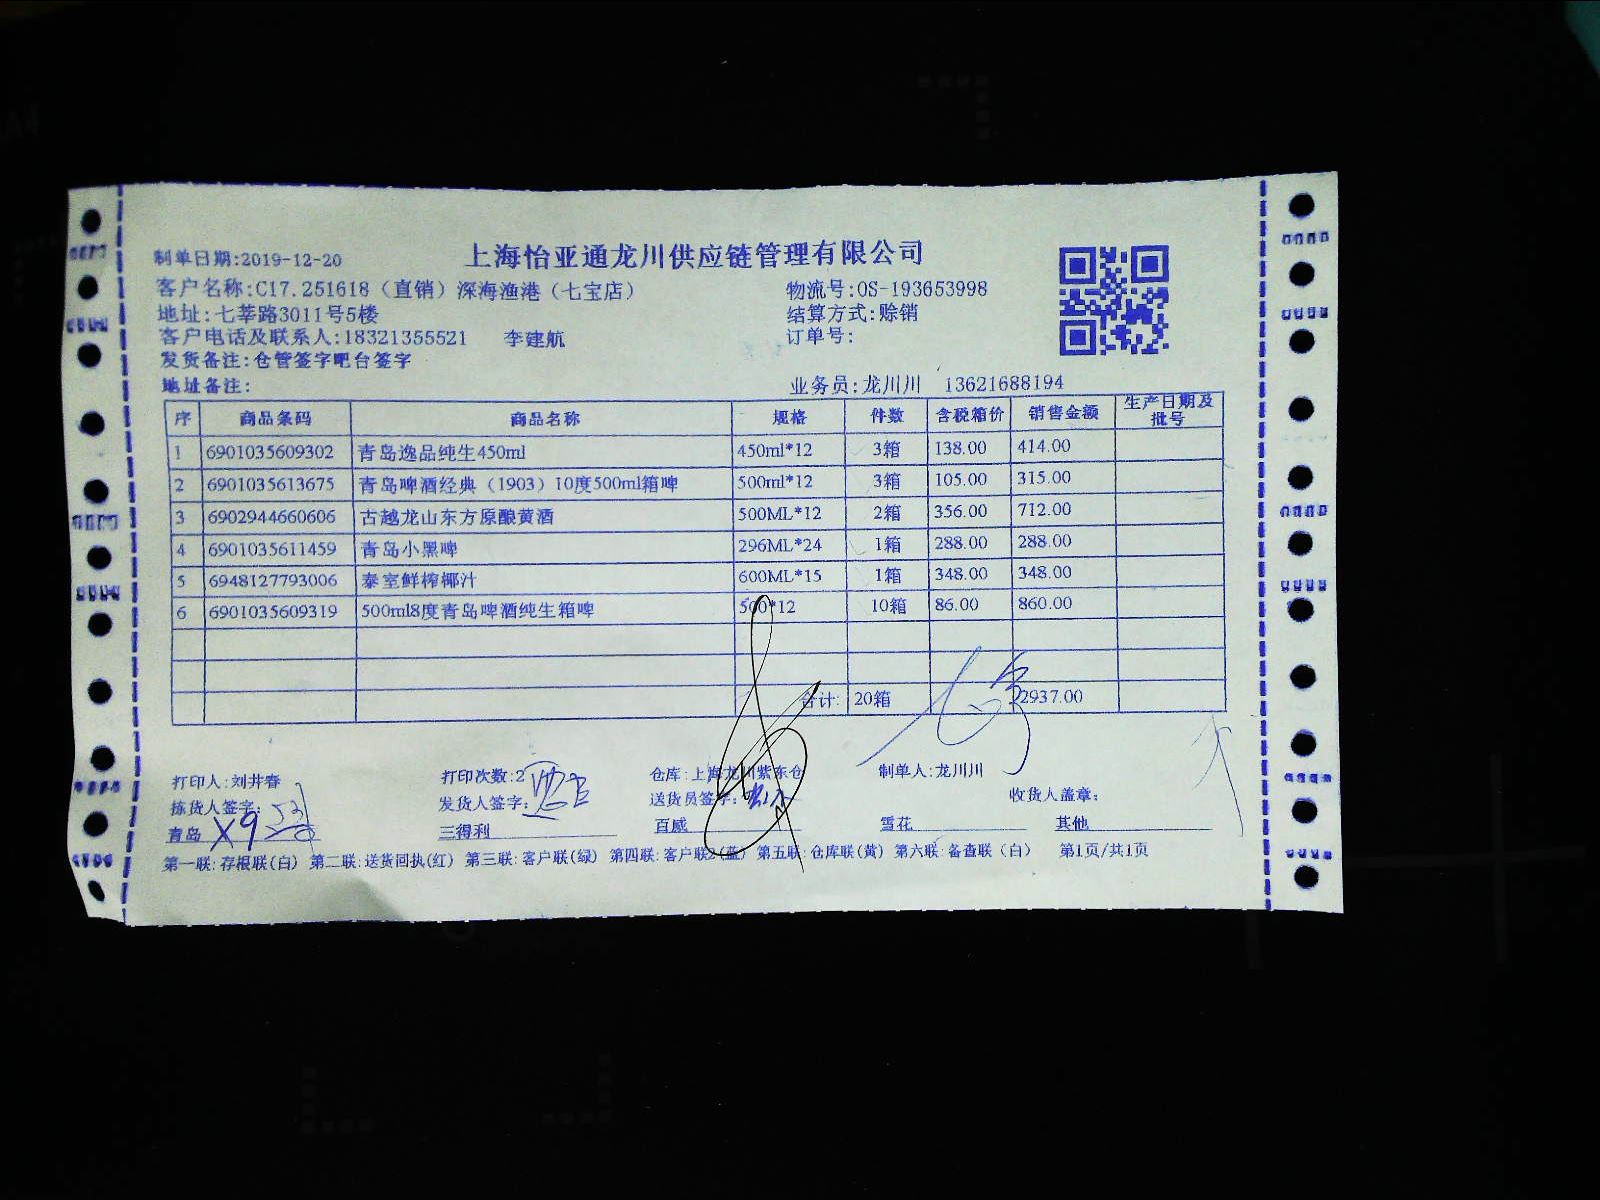 上海怡亚通龙川供应链管理有限公司
制单日期:2019-12-20
客户名称:C17.251618（直销）深海渔港（七宝店） 物流号:OS-193653998
地址:七莘路3011号5楼 结算方式:赊销
客户电话及联系人:18321355521 李建航 订单号:
发货备注:仓管签字吧台签字
地址备注: 业务员:龙川川 13621688194
序 商品条码 商品名称 规格 件数 含税箱价 销售金额 生产日期及批号
1 6901035609302 青岛逸品纯生450ml 450ml*12 3箱 138.00 414.00
2 6901035613675 青岛啤酒经典（1903）10度500ml箱啤 500ml*12 3箱 105.00 315.00
3 6902944660606 古越龙山东方原酿黄酒 500ML*12 2箱 356.00 712.00
4 6901035611459 青岛小黑啤 296ML*24 1箱 288.00 288.00
5 6948127793006 泰室鲜榨椰汁 600ML*15 1箱 348.00 348.00
6 6901035609319 500ml8度青岛啤酒纯生箱啤 500*12 10箱 86.00 860.00
合计: 20箱 2937.00
打印人:刘井春 打印次数:2 仓库:上海龙川紫东仓 制单人:龙川川
拣货人签字: 发货人签字: 送货员签字: 收货人盖章:
青岛 X9 三得利 百威 雪花 其他
第一联:存根联(白) 第二联:送货回执(红) 第三联:客户联(绿) 第四联:客户联2(蓝) 第五联:仓库联(黄) 第六联:备查联（白） 第1页/共1页